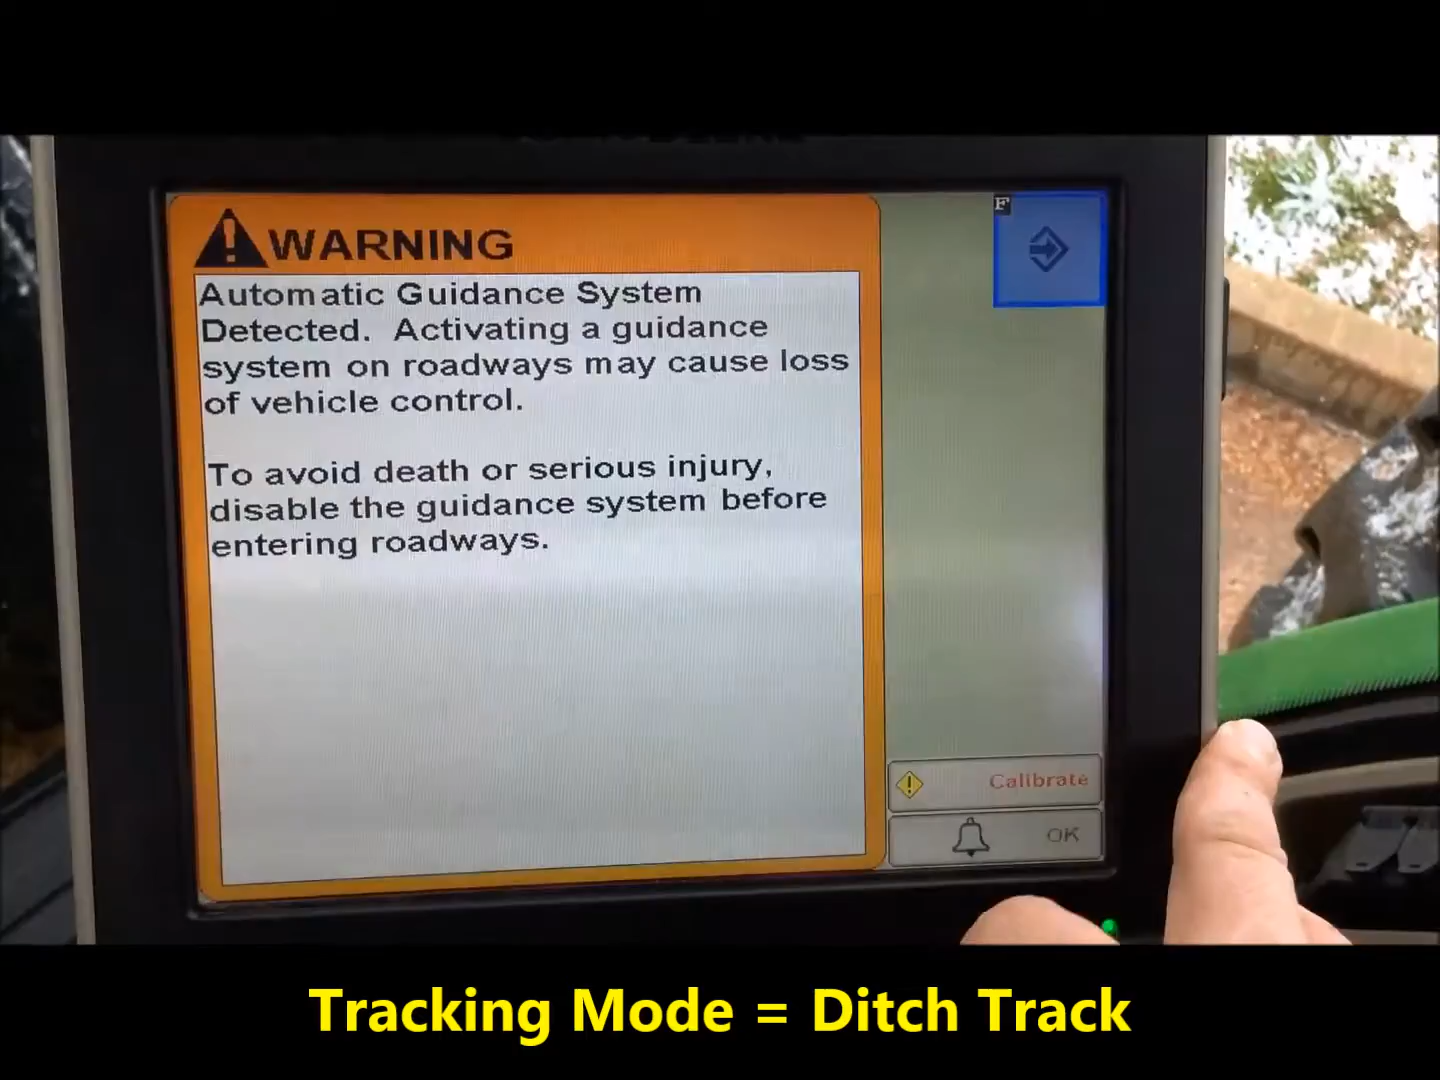 F
WARNING
Automatic Guidance System
Detected.  Activating a guidance
system on roadways may cause loss
of vehicle control.
To avoid death or serious injury,
disable the guidance system before
entering roadways.
Calibrate
OK
Tracking Mode = Ditch Track